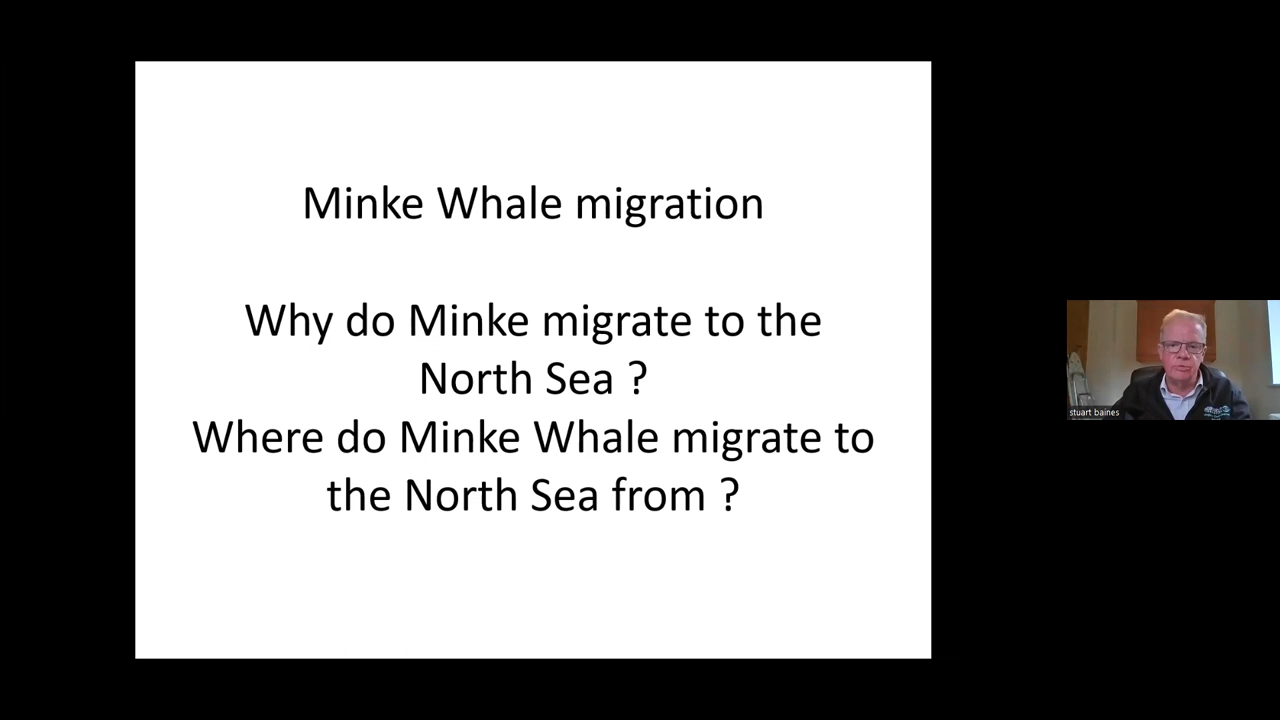 Minke Whale migration
Why do Minke migrate to the
North Sea ?
Where do Minke Whale migrate to
the North Sea from ?
stuart baines